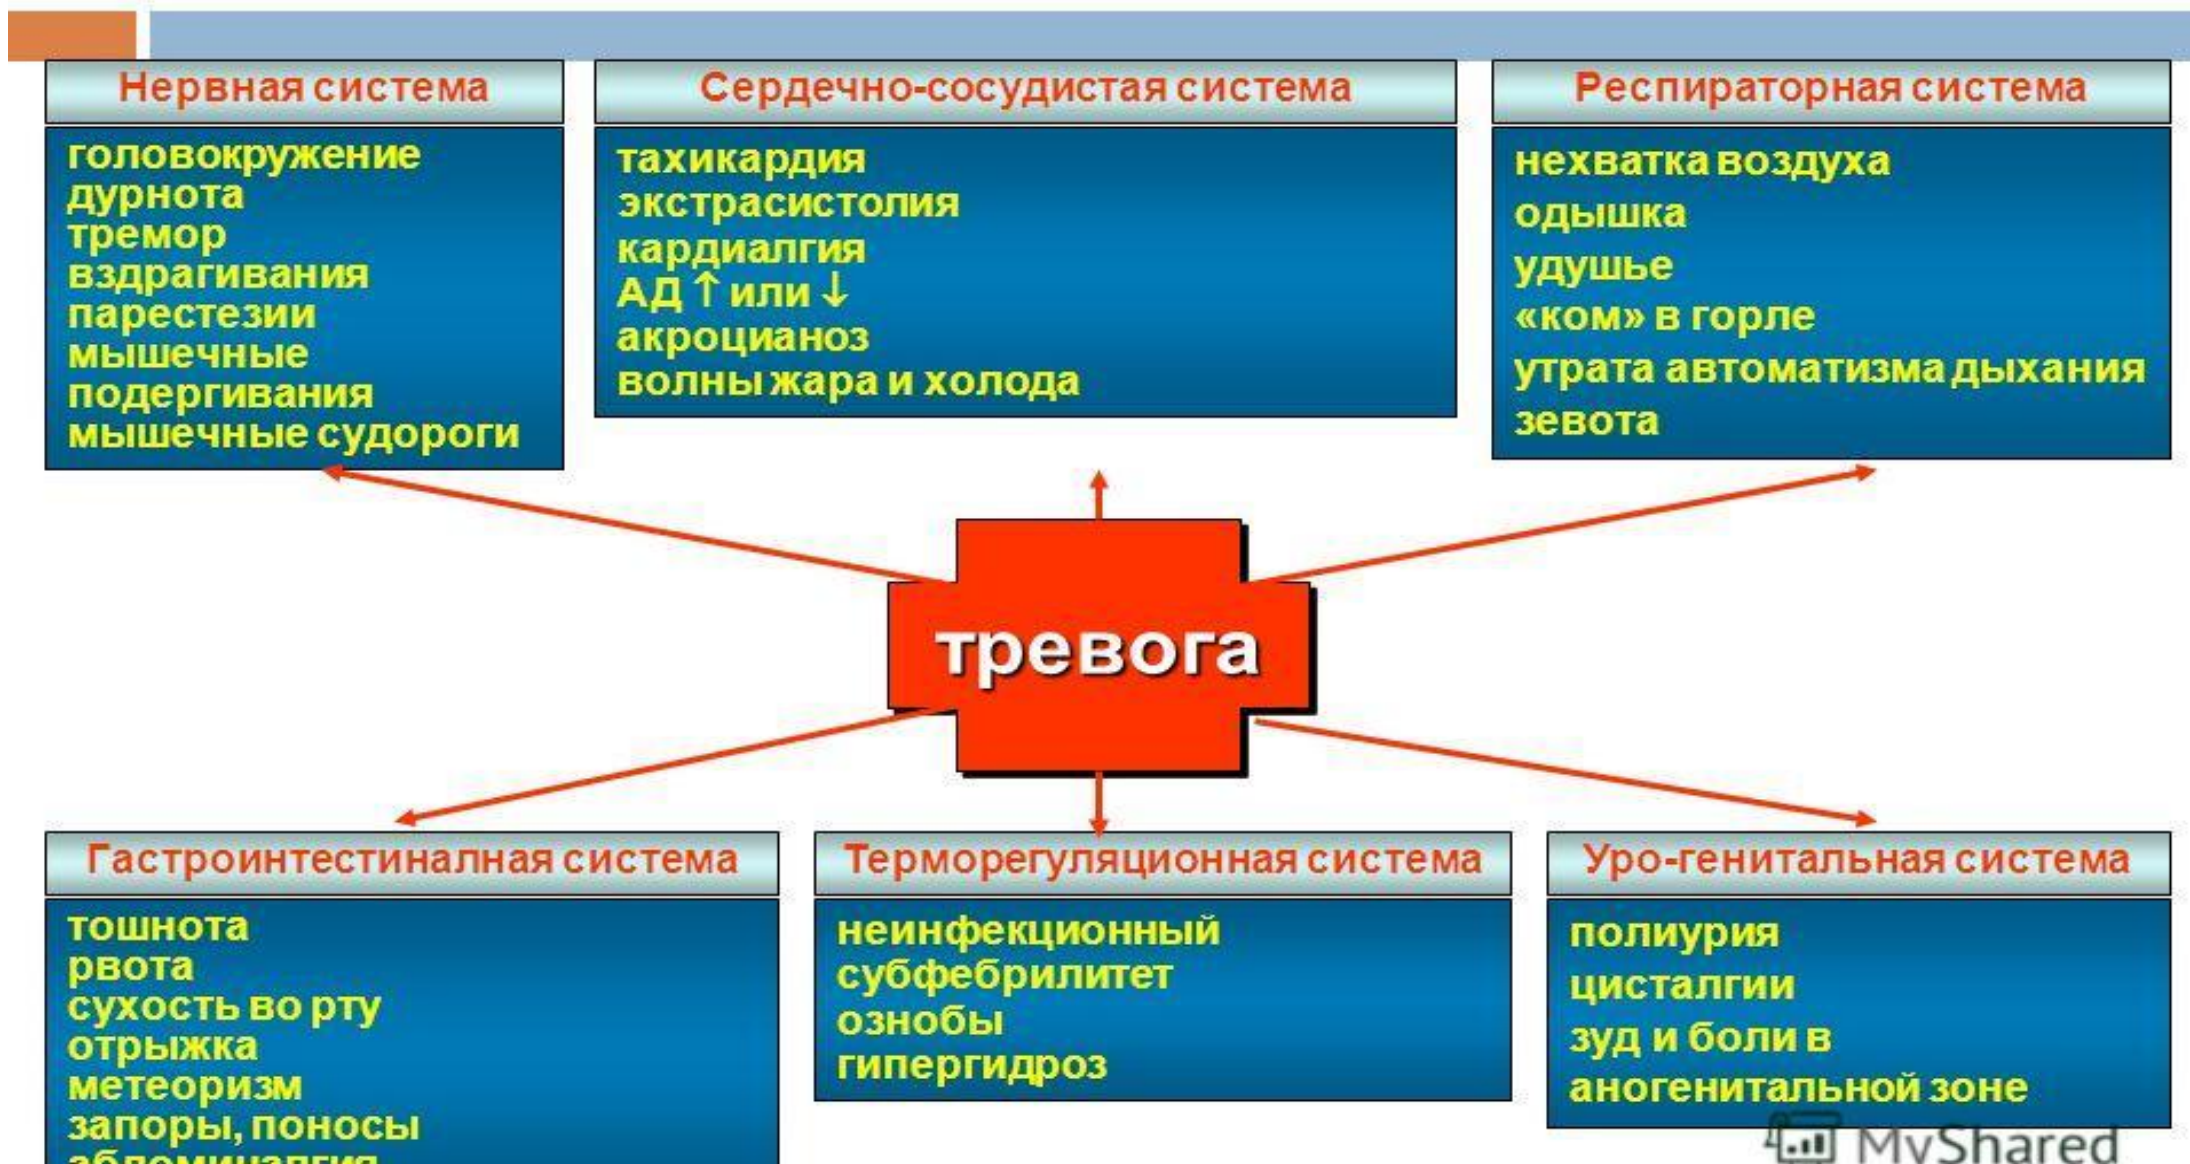 Нервная система
головокружение
дурнота
тремор
вздрагивания
парестезии
мышечные
подергивания
мышечные судороги
Сердечно-сосудистая система
тахикардия
экстрасистолия
кардиалгия
АД ↑ или ↓
акроцианоз
волны жара и холода
Респираторная система
нехватка воздуха
одышка
удушье
«ком» в горле
утрата автоматизма дыхания
зевота
тревога
Гастроинтестиналная система
тошнота
рвота
сухость во рту
отрыжка
метеоризм
запоры, поносы
абдоминалгия
Терморегуляционная система
неинфекционный
субфебрилитет
ознобы
гипергидроз
Уро-генитальная система
полиурия
цисталгии
зуд и боли в
аногенитальной зоне
MyShared